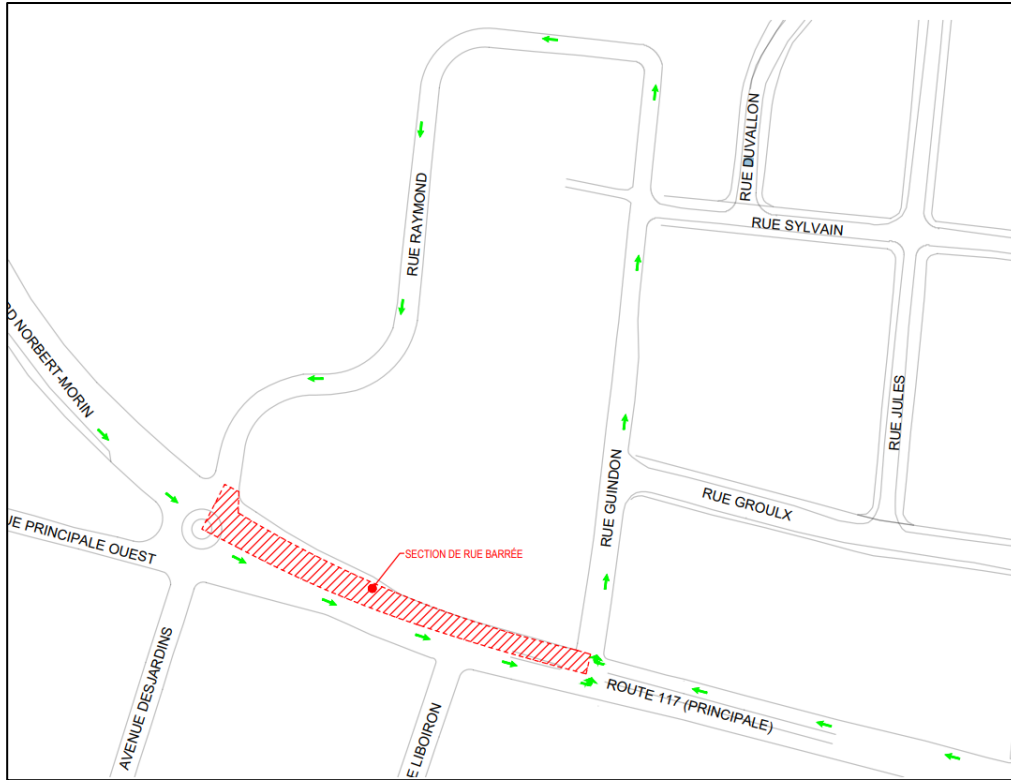 RUE DUVALLON
RUE SYLVAIN
RUE RAYMOND
RD NORBERT-MORIN
RUE JULES
RUE GUINDON
RUE GROULX
UE PRINCIPALE OUEST
SECTION DE RUE BARRÉE
AVENUE DESJARDINS
E LIBOIRON
ROUTE 117 (PRINCIPALE)